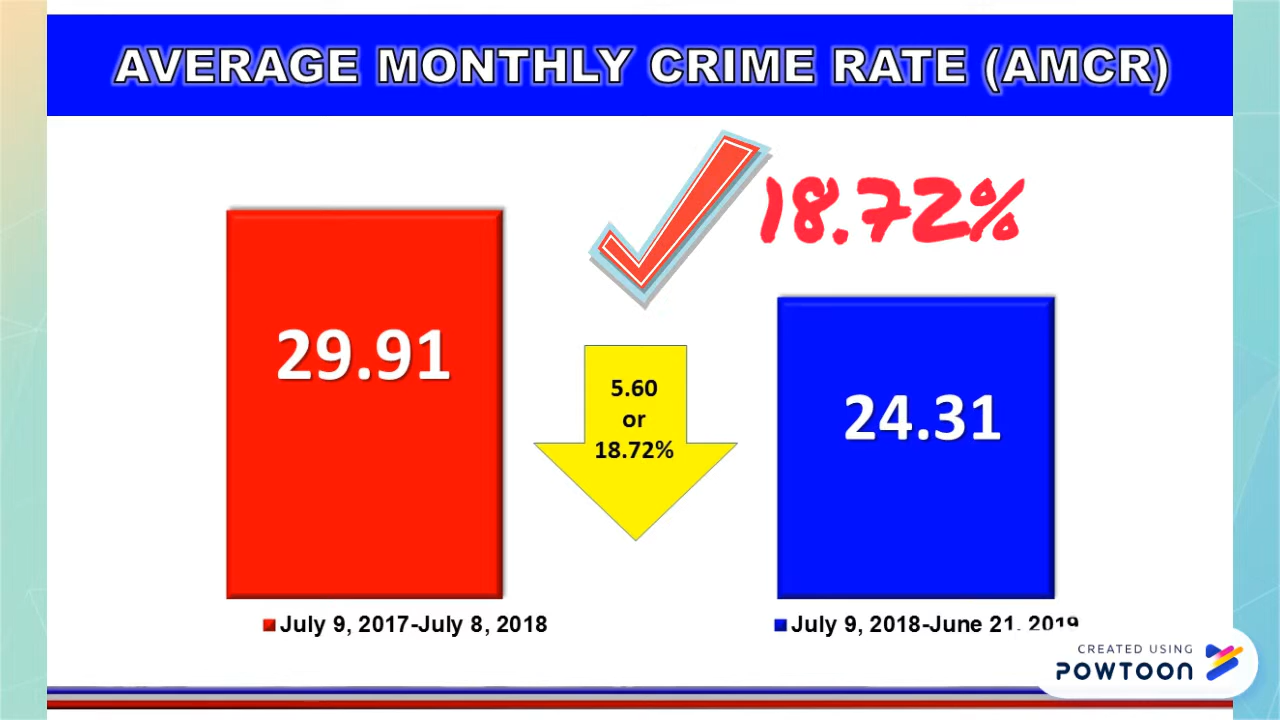 AVERAGE MONTHLY CRIME RATE (AMCR)
18.72%
29.91
5.60
or
18.72%
24.31
July 9, 2017-July 8, 2018
July 9, 2018-June 21, 2019
CREATED USING
POWTOON